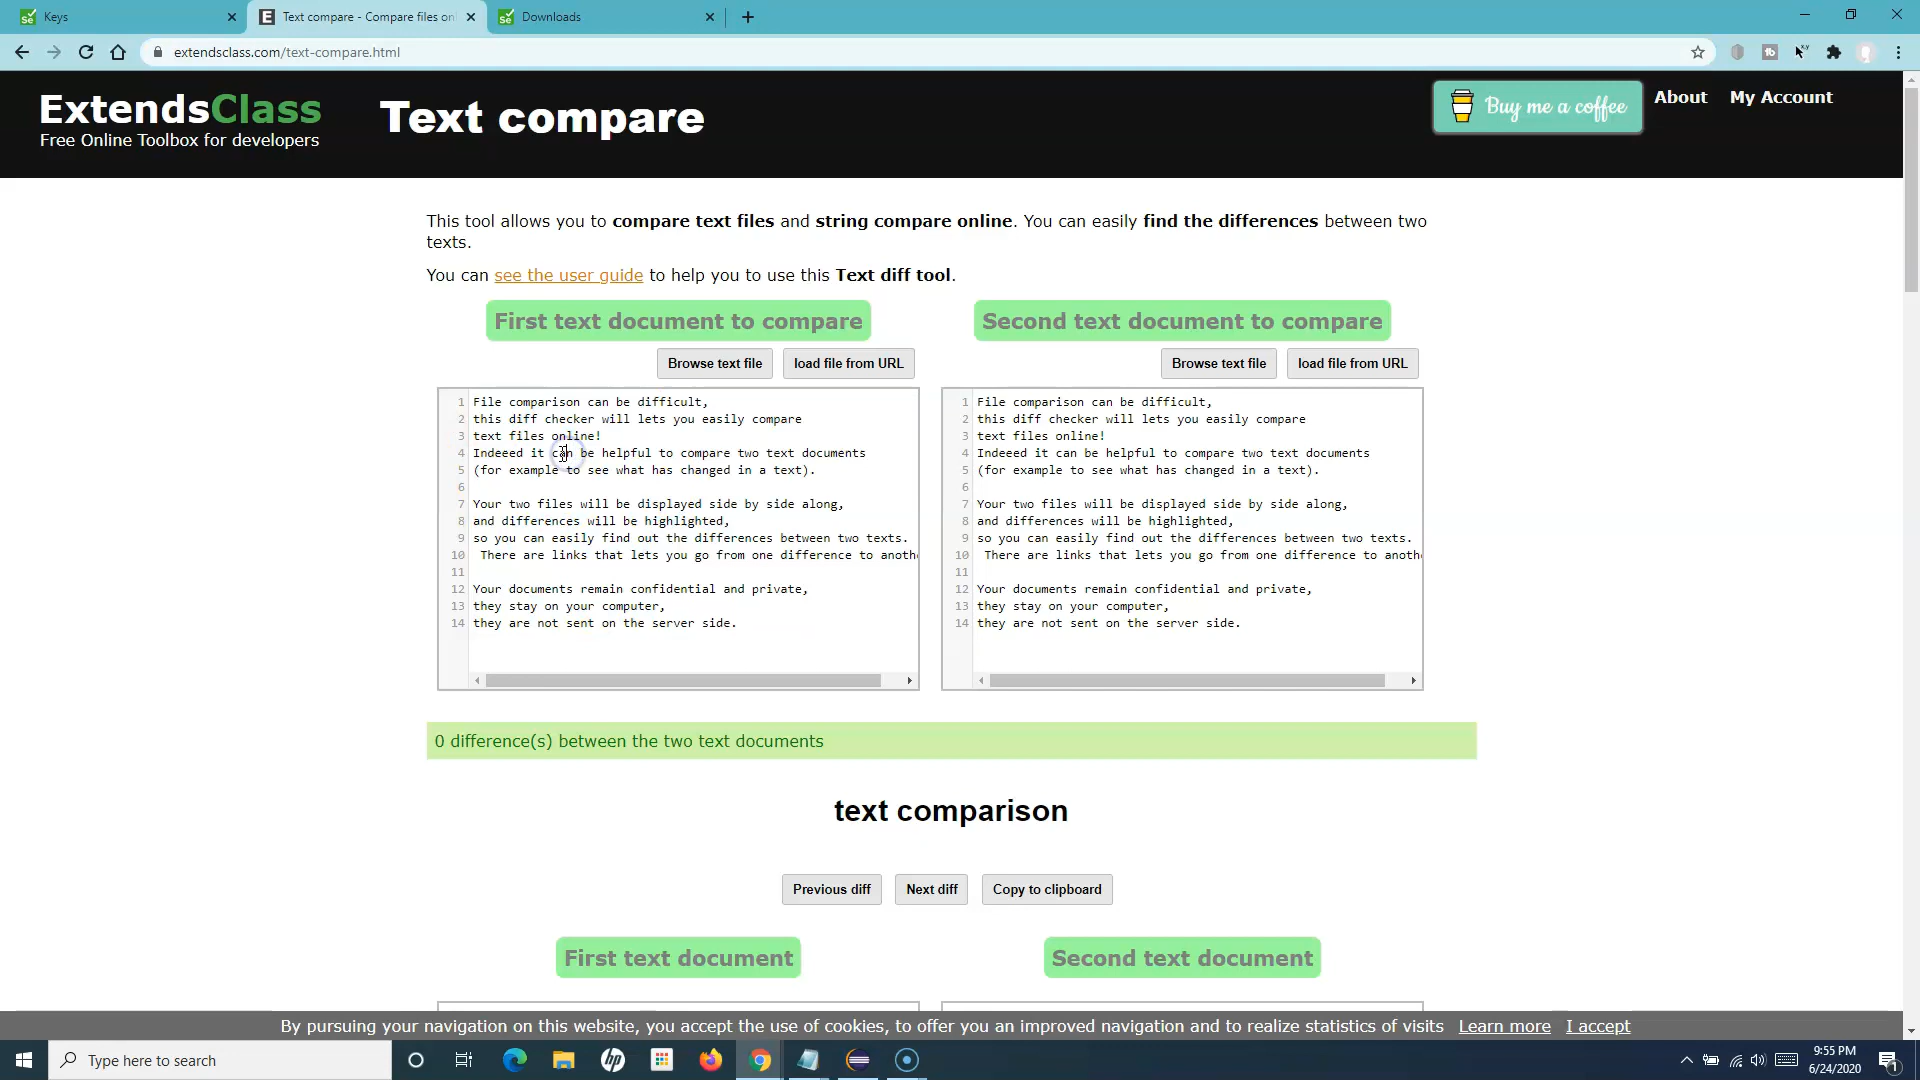 Keys
Text compare - Compare files onl
Downloads
extendsclass.com/text-compare.html
ExtendsClass
Free Online Toolbox for developers
Text compare
Buy me a coffee
About
My Account
This tool allows you to compare text files and string compare online. You can easily find the differences between two
texts.
You can see the user guide to help you to use this Text diff tool.
First text document to compare
Second text document to compare
Browse text file
load file from URL
Browse text file
load file from URL
1 File comparison can be difficult,
2 this diff checker will lets you easily compare
3 text files online!
4 Indeeed it can be helpful to compare two text documents
5 (for example to see what has changed in a text).
6
7 Your two files will be displayed side by side along,
8 and differences will be highlighted,
9 so you can easily find out the differences between two texts.
10 There are links that lets you go from one difference to anoth
11
12 Your documents remain confidential and private,
13 they stay on your computer,
14 they are not sent on the server side.
1 File comparison can be difficult,
2 this diff checker will lets you easily compare
3 text files online!
4 Indeeed it can be helpful to compare two text documents
5 (for example to see what has changed in a text).
6
7 Your two files will be displayed side by side along,
8 and differences will be highlighted,
9 so you can easily find out the differences between two texts.
10 There are links that lets you go from one difference to anoth
11
12 Your documents remain confidential and private,
13 they stay on your computer,
14 they are not sent on the server side.
0 difference(s) between the two text documents
text comparison
Previous diff
Next diff
Copy to clipboard
First text document
Second text document
By pursuing your navigation on this website, you accept the use of cookies, to offer you an improved navigation and to realize statistics of visits Learn more I accept
Type here to search
9:55 PM
6/24/2020